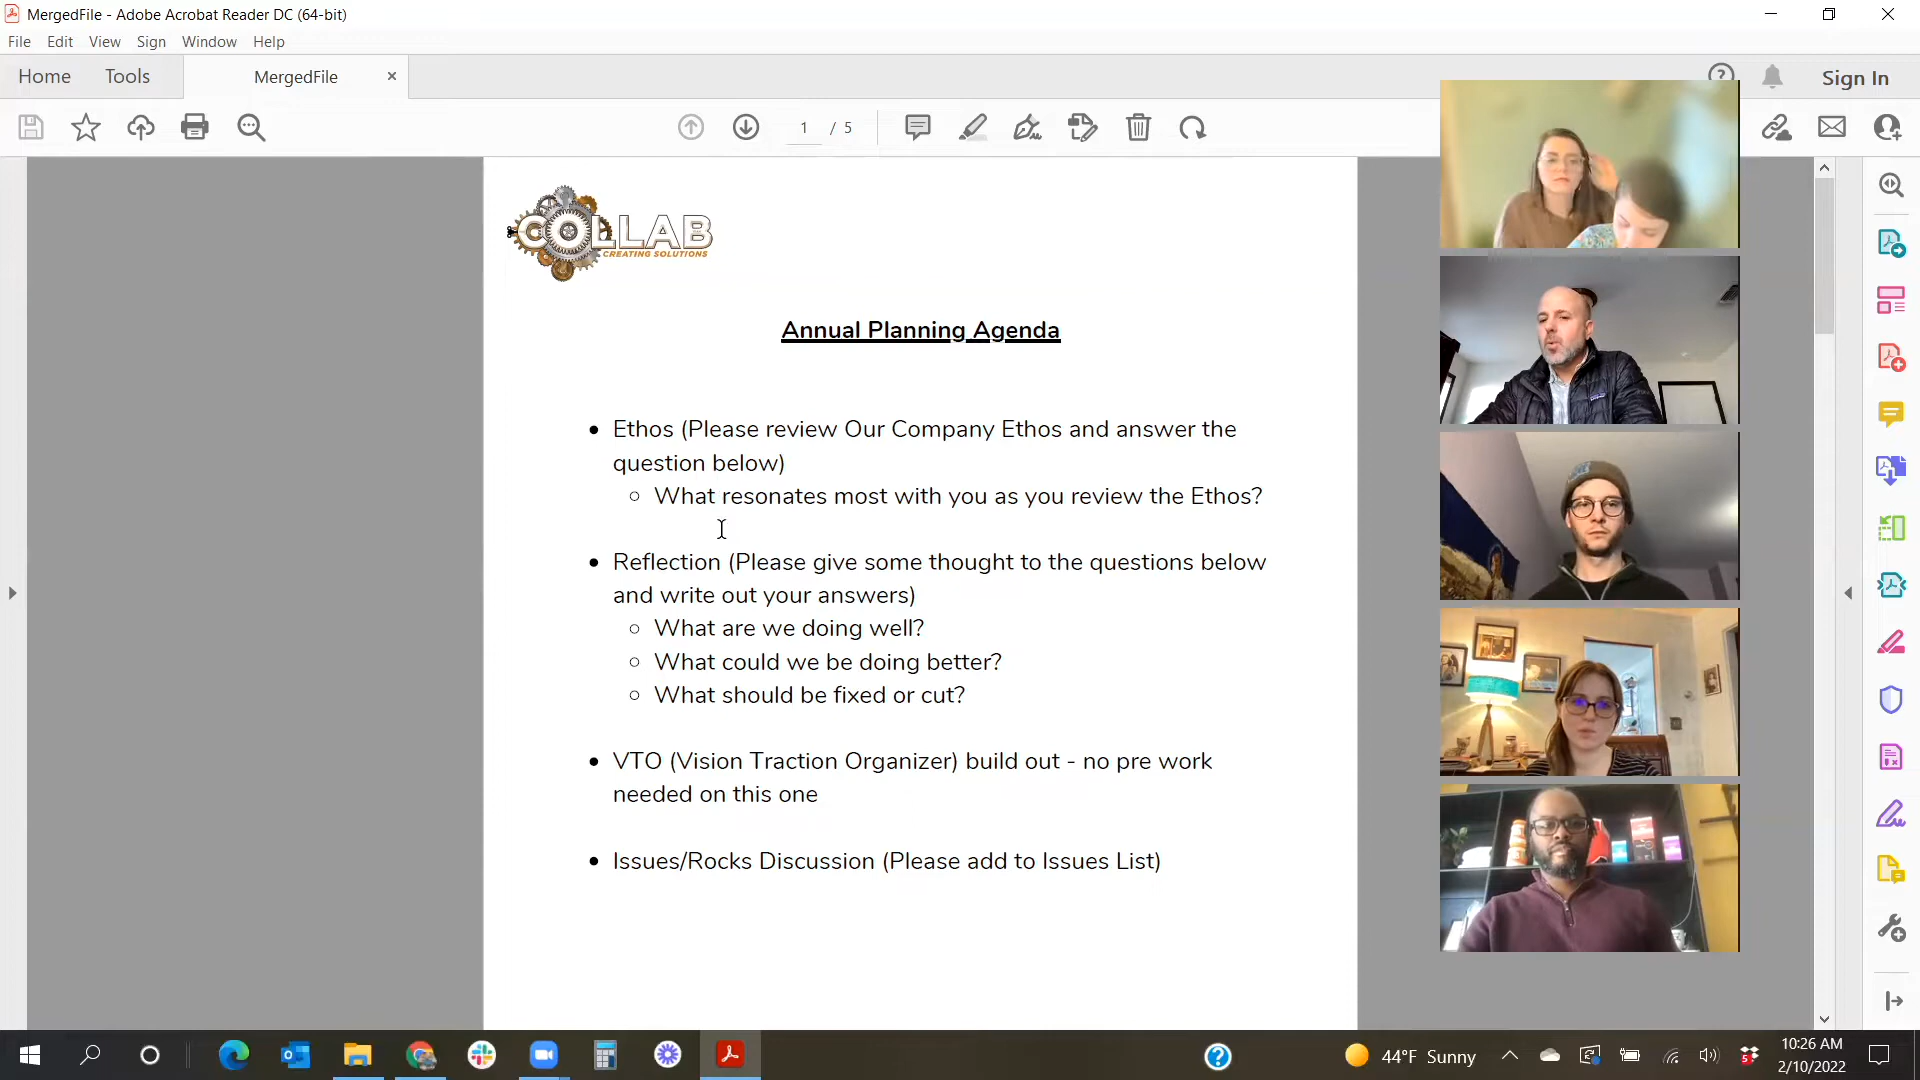 MergedFile - Adobe Acrobat Reader DC (64-bit)
File Edit View Sign Window Help
Home Tools MergedFile
Sign In
1 / 5
COLLAB
CREATING SOLUTIONS
Annual Planning Agenda
Ethos (Please review Our Company Ethos and answer the
question below)
What resonates most with you as you review the Ethos?
Reflection (Please give some thought to the questions below
and write out your answers)
What are we doing well?
What could we be doing better?
What should be fixed or cut?
VTO (Vision Traction Organizer) build out - no pre work
needed on this one
Issues/Rocks Discussion (Please add to Issues List)
44°F Sunny
10:26 AM
2/10/2022